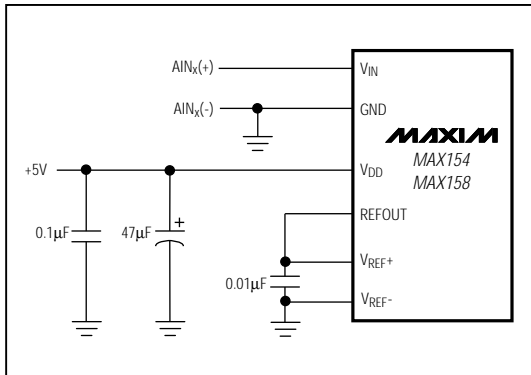 AINx(+)
VIN
AINx(-)
GND
MAXIM
MAX154
MAX158
+5V
VDD
REFOUT
0.1µF
47µF
+
VREF+
0.01µF
VREF-